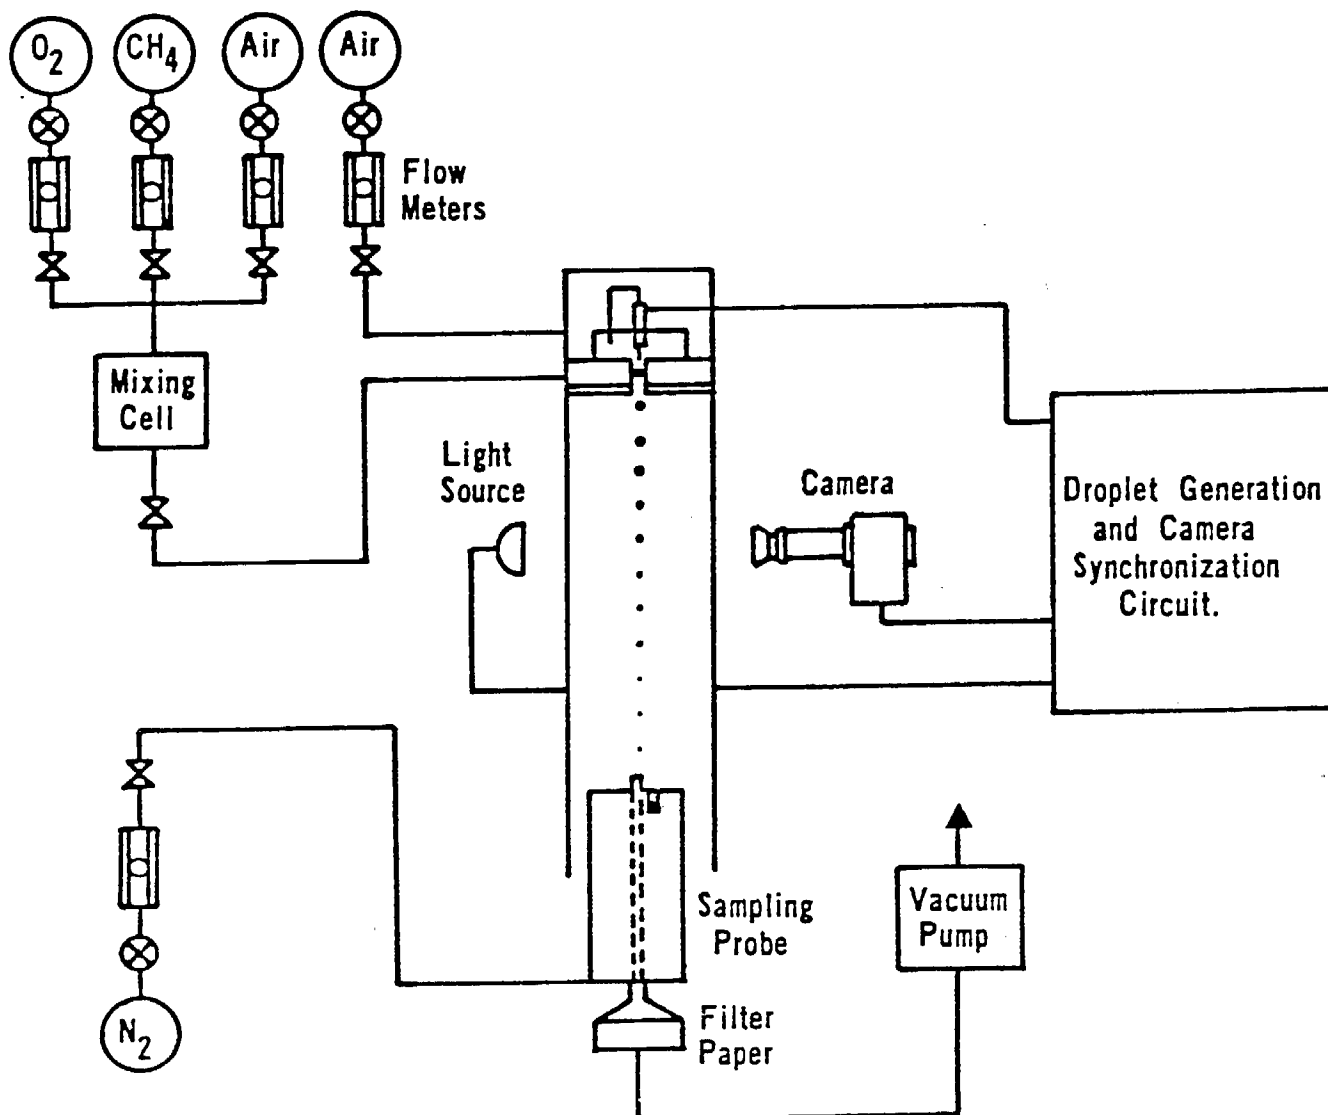 O2
CH4
Air
Air
Flow
Meters
Mixing
Cell
Light
Source
Camera
Droplet Generation
and Camera
Synchronization
Circuit.
Sampling
Probe
Vacuum
Pump
N2
Filter
Paper